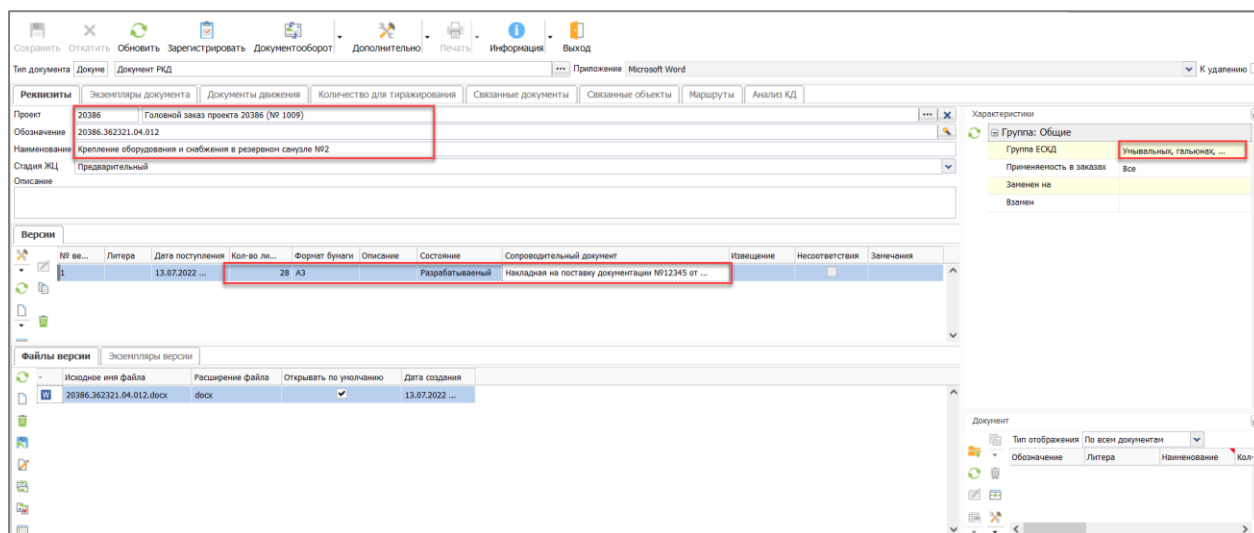 Сохранить Откатить Обновить Зарегистрировать Документооборот Дополнительно Печать Информация Выход
Тип документа Докуме Документ РКД ... Приложение Microsoft Word К удалению
Реквизиты Экземпляры документа Документы движения Количество для тиражирования Связанные документы Связанные объекты Маршруты Анализ КД
Проект 20386 Головной заказ проекта 20386 (№ 1009) ... X
Обозначение 20386.362321.04.012
Наименование Крепление оборудования и снабжения в резервном санузле №2
Стадия ЖЦ Предварительный
Описание
Характеристики
Группа: Общие
Группа ЕСКД Умывальных, гальюнах, ...
Применяемость в заказах Все
Заменен на
Взамен
Версии
№ ве... Литера Дата поступления Кол-во ли... Формат бумаги Описание Состояние Сопроводительный документ Извещение Несоответствия Замечания
1 13.07.2022 ... 28 А3 Разрабатываемый Накладная на поставку документации №12345 от ...
Файлы версии Экземпляры версии
- Исходное имя файла Расширение файла Открывать по умолчанию Дата создания
W 20386.362321.04.012.docx docx 13.07.2022 ...
Документ
Тип отображения По всем документам
Обозначение Литера Наименование Кол-